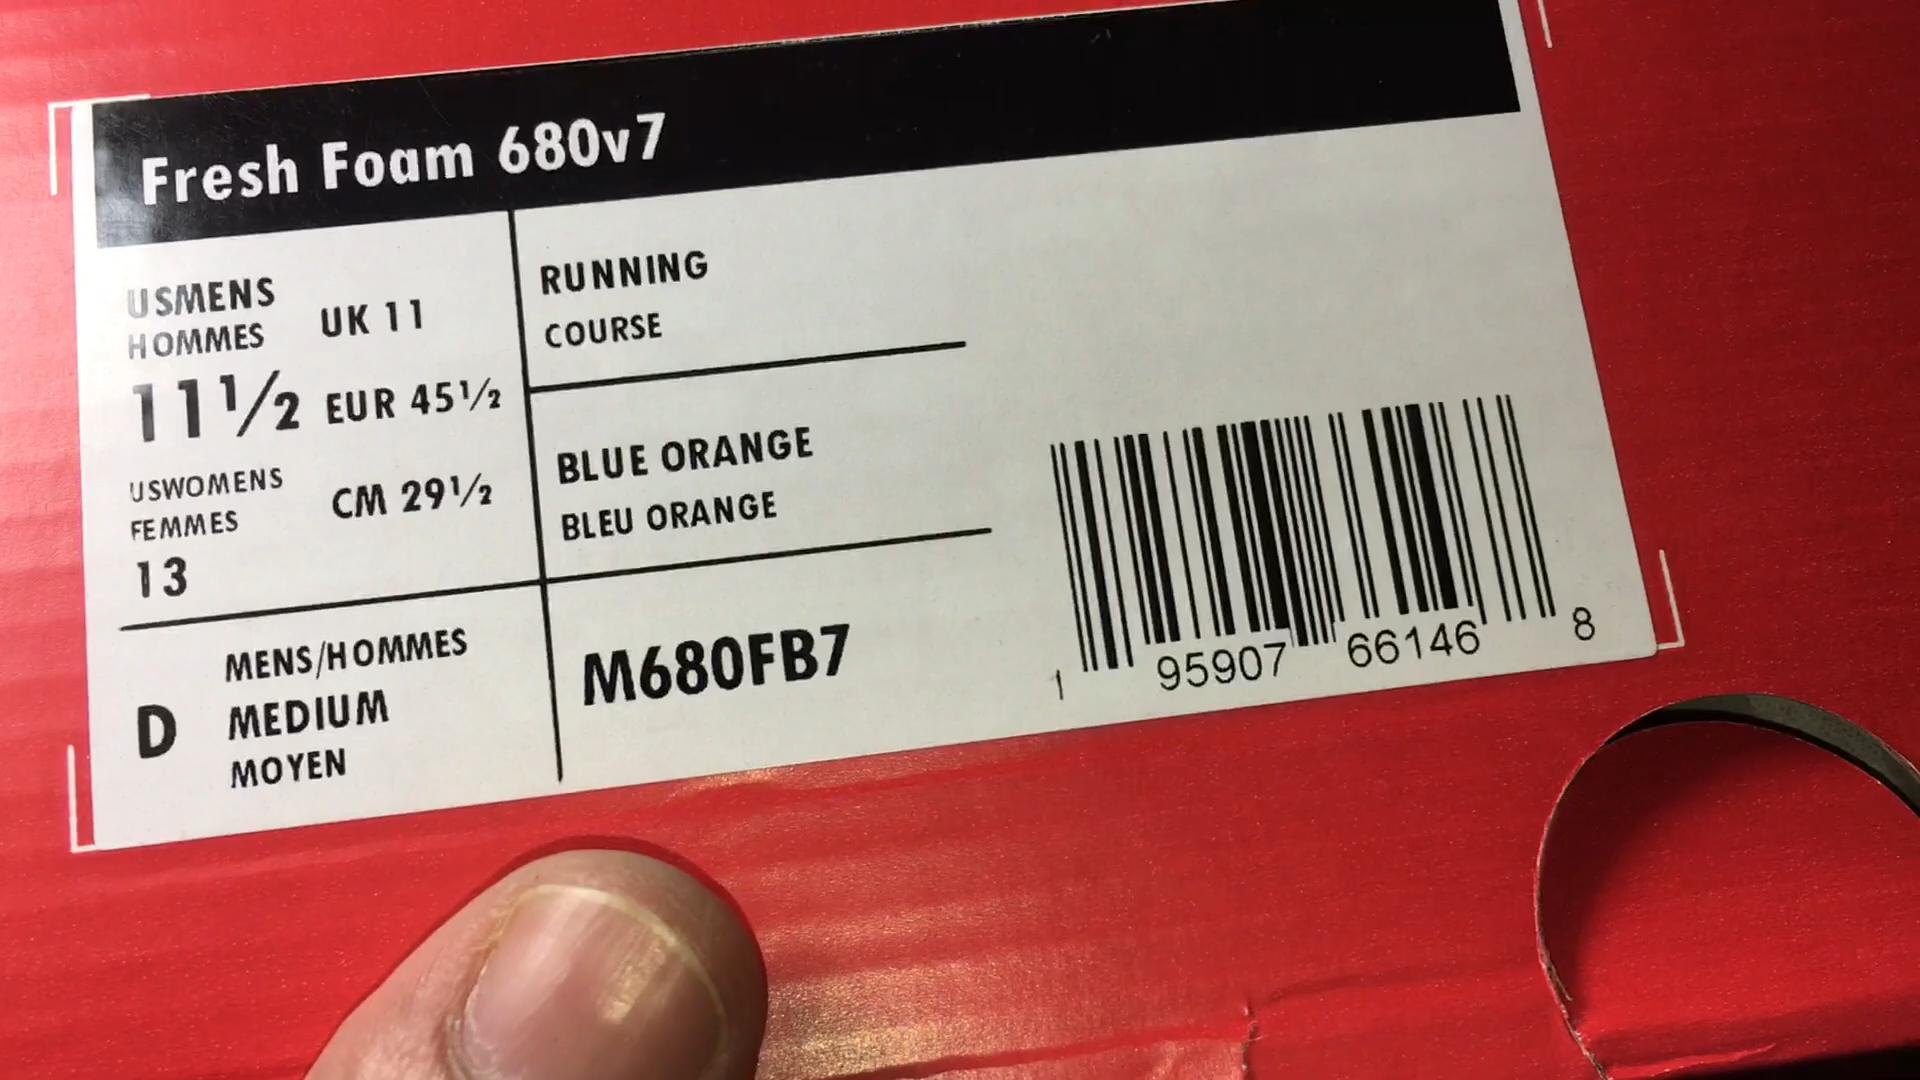 Fresh Foam 680v7
USMENS
HOMMES
11½
UK 11
EUR 45½
CM 29½
USWOMENS
FEMMES
13
RUNNING
COURSE
BLUE ORANGE
BLEU ORANGE
D
MENS/HOMMES
MEDIUM
MOYEN
M680FB7
1 95907 66146 8